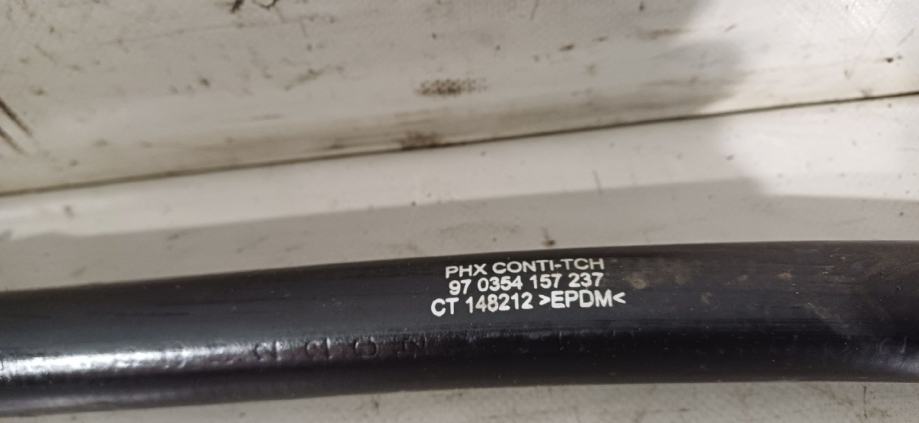 PHX CONTI-TCH
97 0354 157 237
CT 148212 >EPDM<